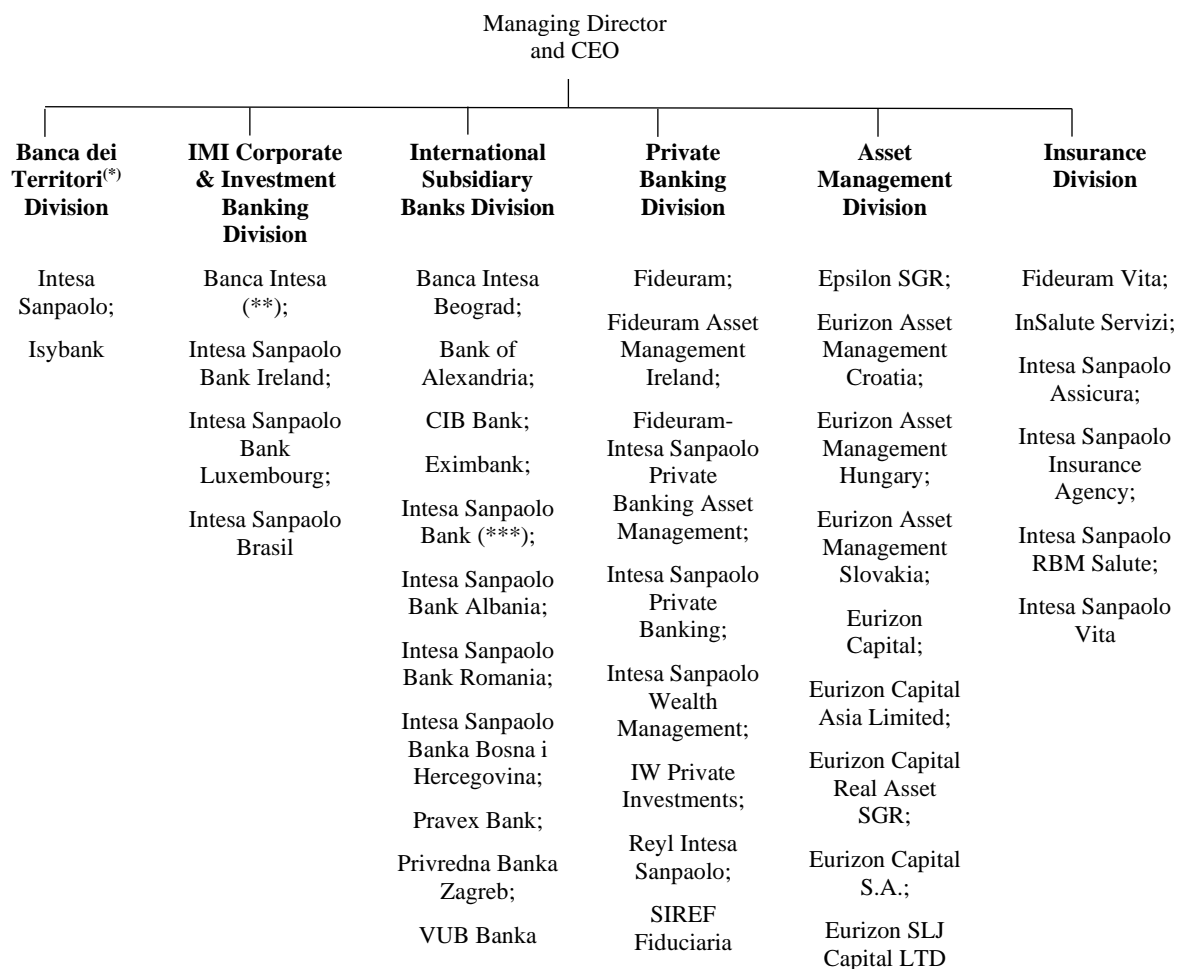 Managing Director
and CEO
Banca dei
Territori(*)
Division
Intesa
Sanpaolo;
Isybank
IMI Corporate
& Investment
Banking
Division
Banca Intesa
(**);
Intesa Sanpaolo
Bank Ireland;
Intesa Sanpaolo
Bank
Luxembourg;
Intesa Sanpaolo
Brasil
International
Subsidiary
Banks Division
Banca Intesa
Beograd;
Bank of
Alexandria;
CIB Bank;
Eximbank;
Intesa Sanpaolo
Bank (***);
Intesa Sanpaolo
Bank Albania;
Intesa Sanpaolo
Bank Romania;
Intesa Sanpaolo
Banka Bosna i
Hercegovina;
Pravex Bank;
Privredna Banka
Zagreb;
VUB Banka
Private
Banking
Division
Fideuram;
Fideuram Asset
Management
Ireland;
Fideuram-
Intesa Sanpaolo
Private
Banking Asset
Management;
Intesa Sanpaolo
Private
Banking;
Intesa Sanpaolo
Wealth
Management;
IW Private
Investments;
Reyl Intesa
Sanpaolo;
SIREF
Fiduciaria
Asset
Management
Division
Epsilon SGR;
Eurizon Asset
Management
Croatia;
Eurizon Asset
Management
Hungary;
Eurizon Asset
Management
Slovakia;
Eurizon
Capital;
Eurizon Capital
Asia Limited;
Eurizon Capital
Real Asset
SGR;
Eurizon Capital
S.A.;
Eurizon SLJ
Capital LTD
Insurance
Division
Fideuram Vita;
InSalute Servizi;
Intesa Sanpaolo
Assicura;
Intesa Sanpaolo
Insurance
Agency;
Intesa Sanpaolo
RBM Salute;
Intesa Sanpaolo
Vita